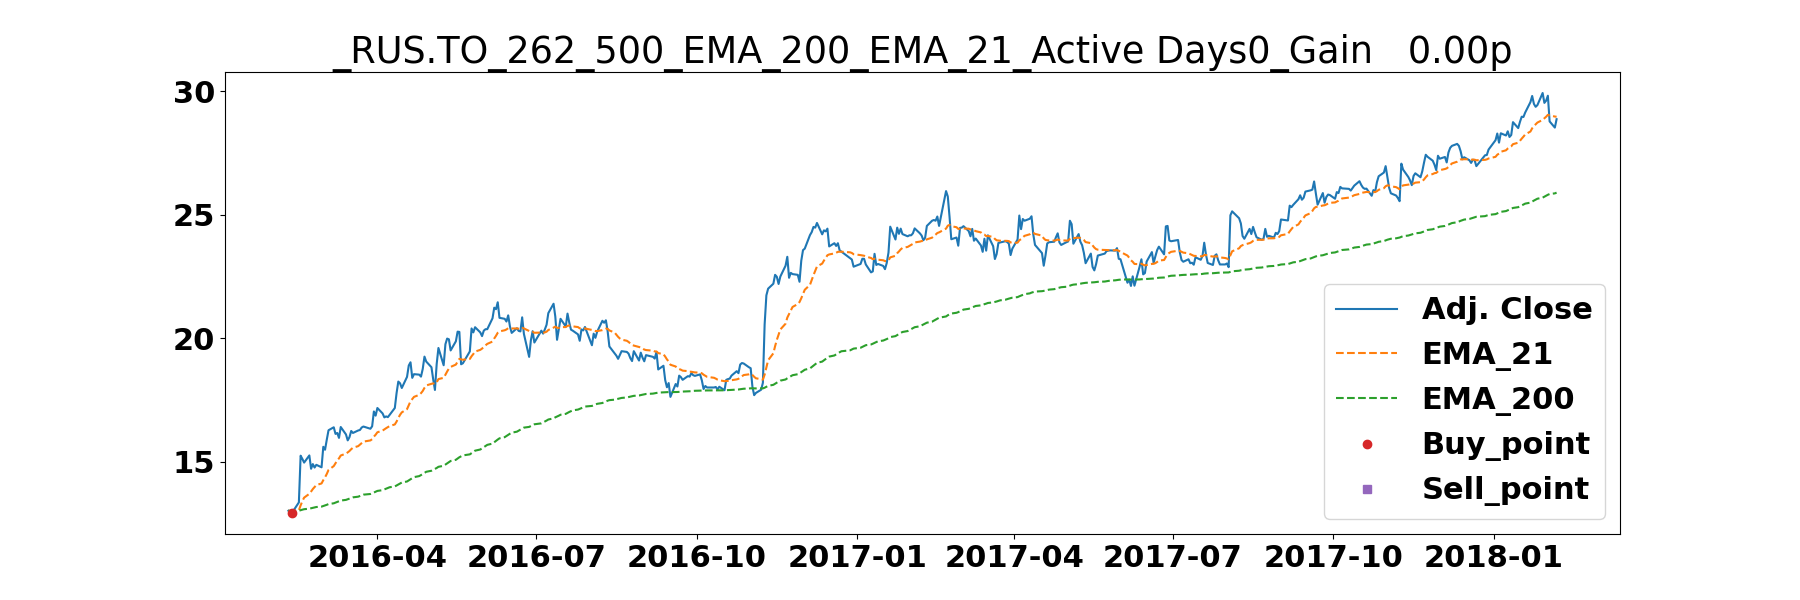 _RUS.TO_262_500_EMA_200_EMA_21_Active Days0_Gain   0.00p
30
25
20
15
Adj. Close
EMA_21
EMA_200
Buy_point
Sell_point
2016-04 2016-07 2016-10 2017-01 2017-04 2017-07 2017-10 2018-01